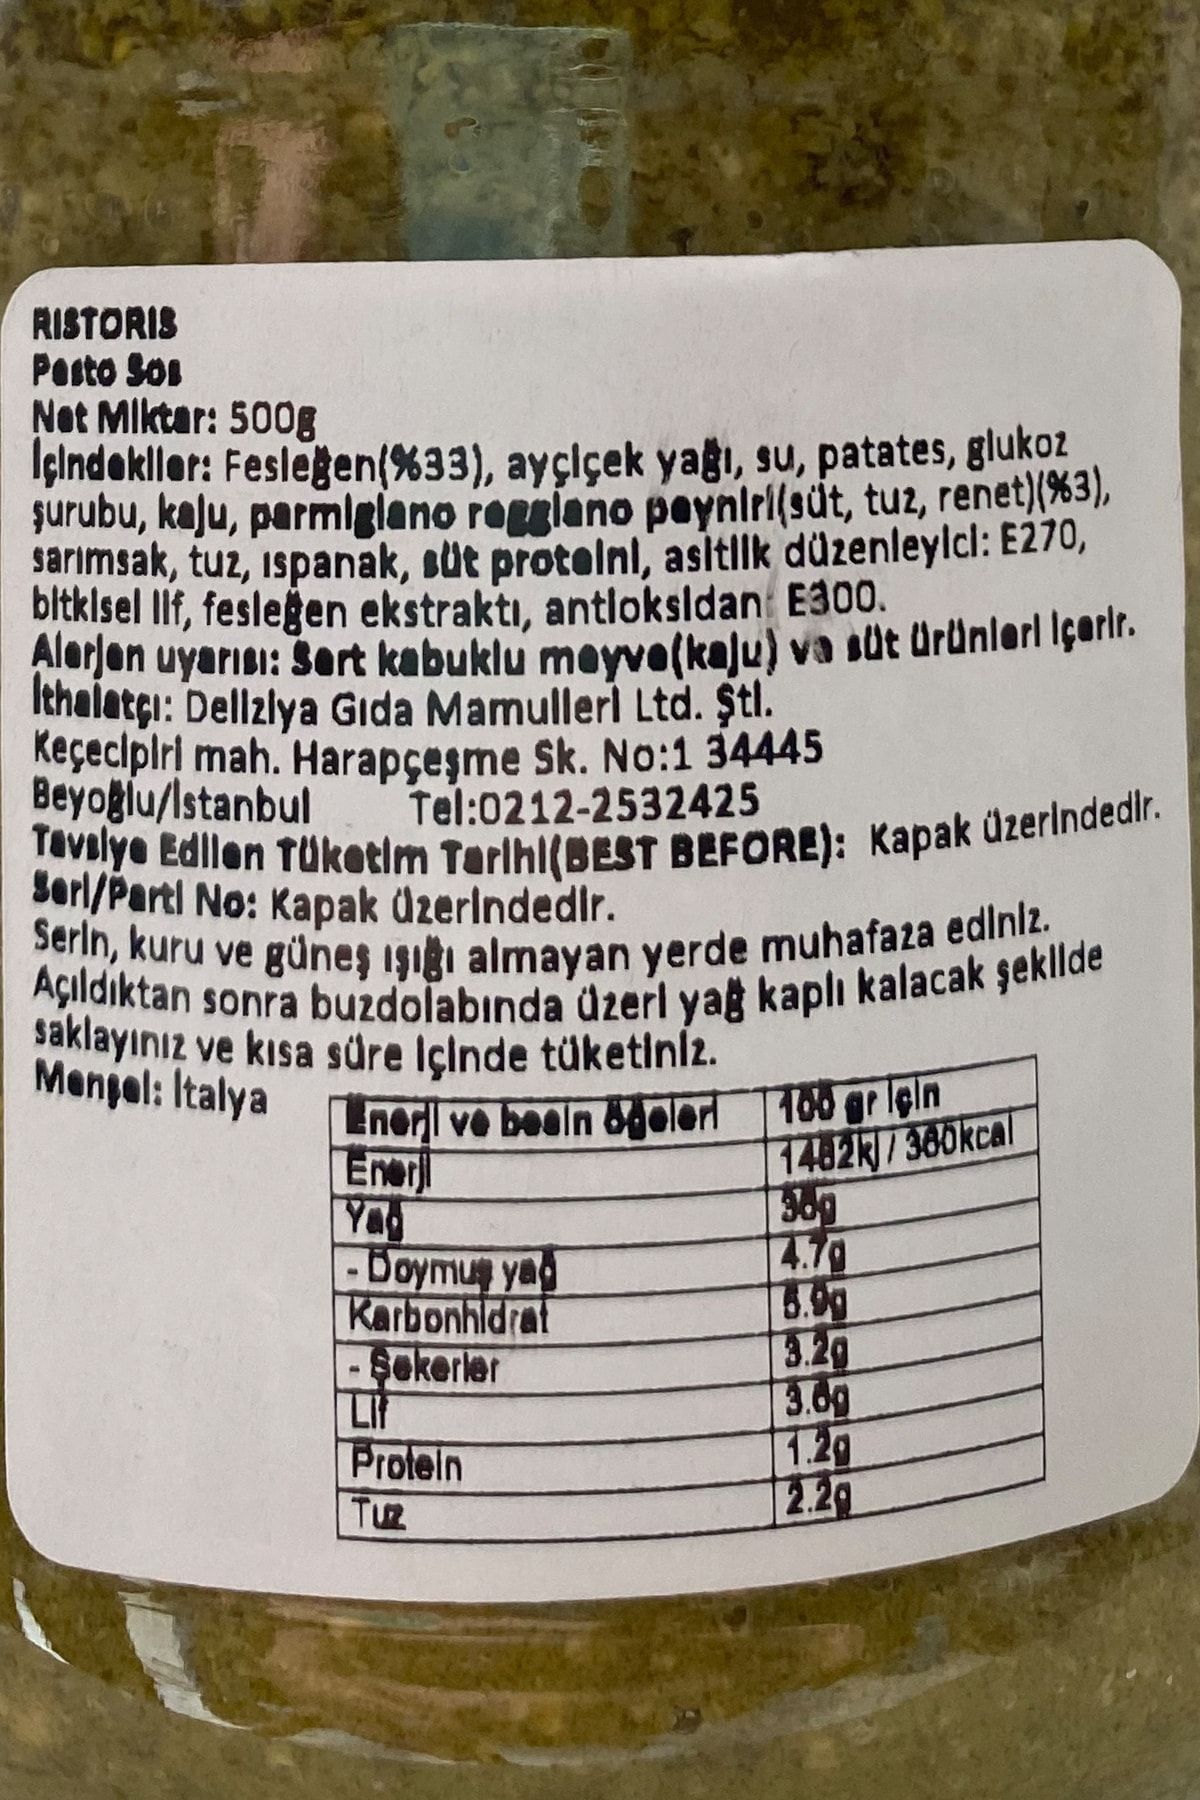 RISTORIS
Pesto Sos
Net Miktar: 500g
İçindekiler: Fesleğen(%33), ayçiçek yağı, su, patates, glukoz
şurubu, kaju, parmigiano reggiano peyniri(süt, tuz, renet)(%3),
sarımsak, tuz, ıspanak, süt proteini, asitlik düzenleyici: E270,
bitkisel lif, fesleğen ekstraktı, antioksidan: E300.
Alerjen uyarısı: Sert kabuklu meyve(kaju) ve süt ürünleri içerir.
İthalatçı: Delizia Gıda Mamulleri Ltd. Şti.
Keçecipiri mah. Harapçeşme Sk. No:1 34445
Beyoğlu/İstanbul Tel:0212-2532425
Tavsiye Edilen Tüketim Tarihi(BEST BEFORE): Kapak üzerindedir.
Seri/Parti No: Kapak üzerindedir.
Serin, kuru ve güneş ışığı almayan yerde muhafaza ediniz.
Açıldıktan sonra buzdolabında üzeri yağ kaplı kalacak şekilde
saklayınız ve kısa süre içinde tüketiniz.
Menşei: İtalya
Enerji ve besin öğeleri 100 gr için
Enerji / 360kcal
Yağ
- Doymuş yağ 4.7g
Karbonhidrat
- Şekerler 3.2g
Lif
Protein 1.2g
Tuz 2.2g